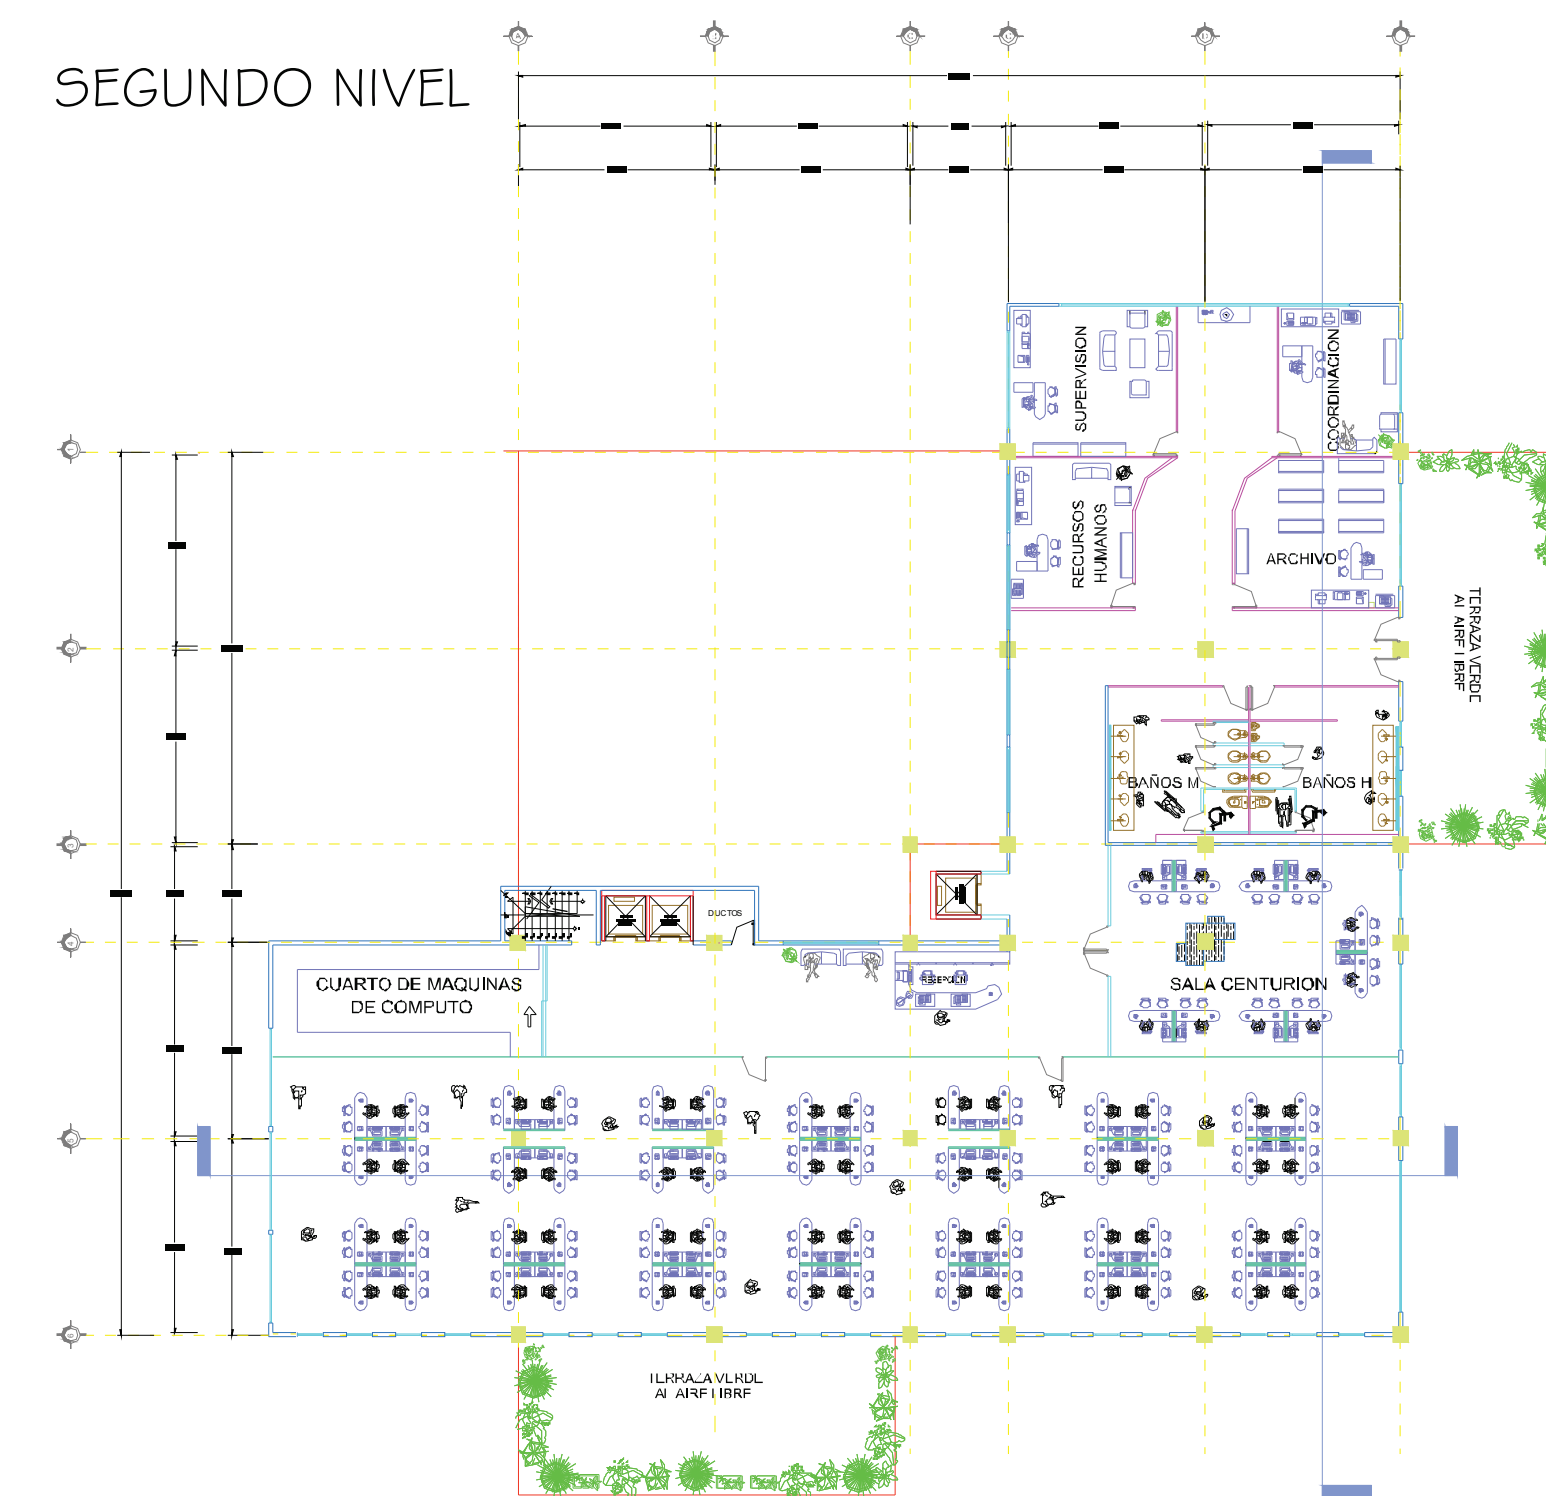 SEGUNDO NIVEL
SUPERVISION
COORDINACION
RECURSOS
HUMANOS
ARCHIVO
TERRAZA VERDE
AL AIRE LIBRE
BAÑOS M
BAÑOS H
DUCTOS
CUARTO DE MAQUINAS
DE COMPUTO
RECEPCION
SALA CENTURION
TERRAZA VERDE
AL AIRE LIBRE